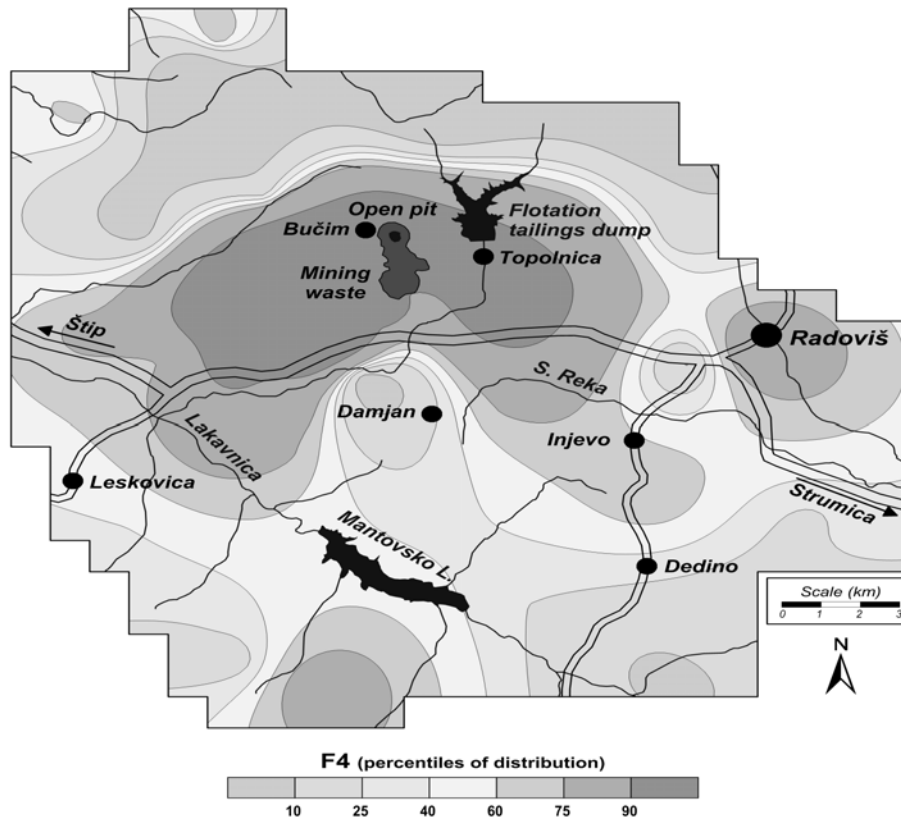 Open pit
Bučim
Flotation
tailings dump
Topolnica
Mining
waste
Štip
Radoviš
S. Reka
Damjan
Lakavnica
Injevo
Leskovica
Strumica
Mantovsko L.
Dedino
Scale (km)
0 1 2 3
N
F4 (percentiles of distribution)
10 25 40 60 75 90